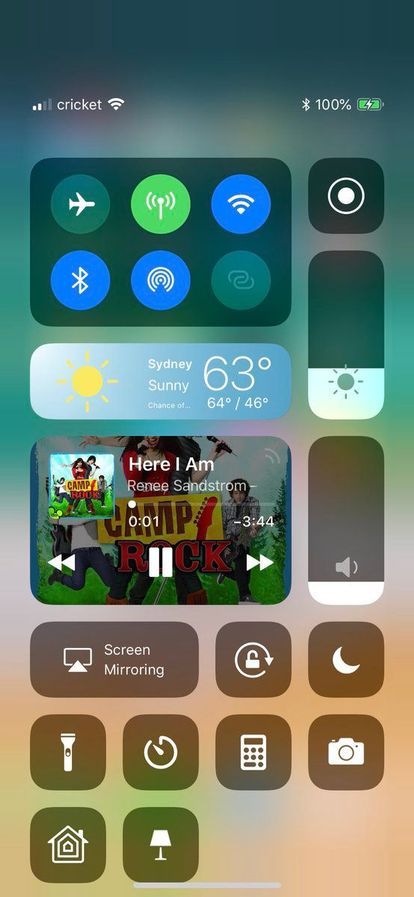 cricket
100%
Sydney
Sunny
Chance of...
63°
64° / 46°
CAMP
ROCK
Here I Am
Renee Sandstrom –
0:01
–3:44
CAMP
ROCK
Screen
Mirroring